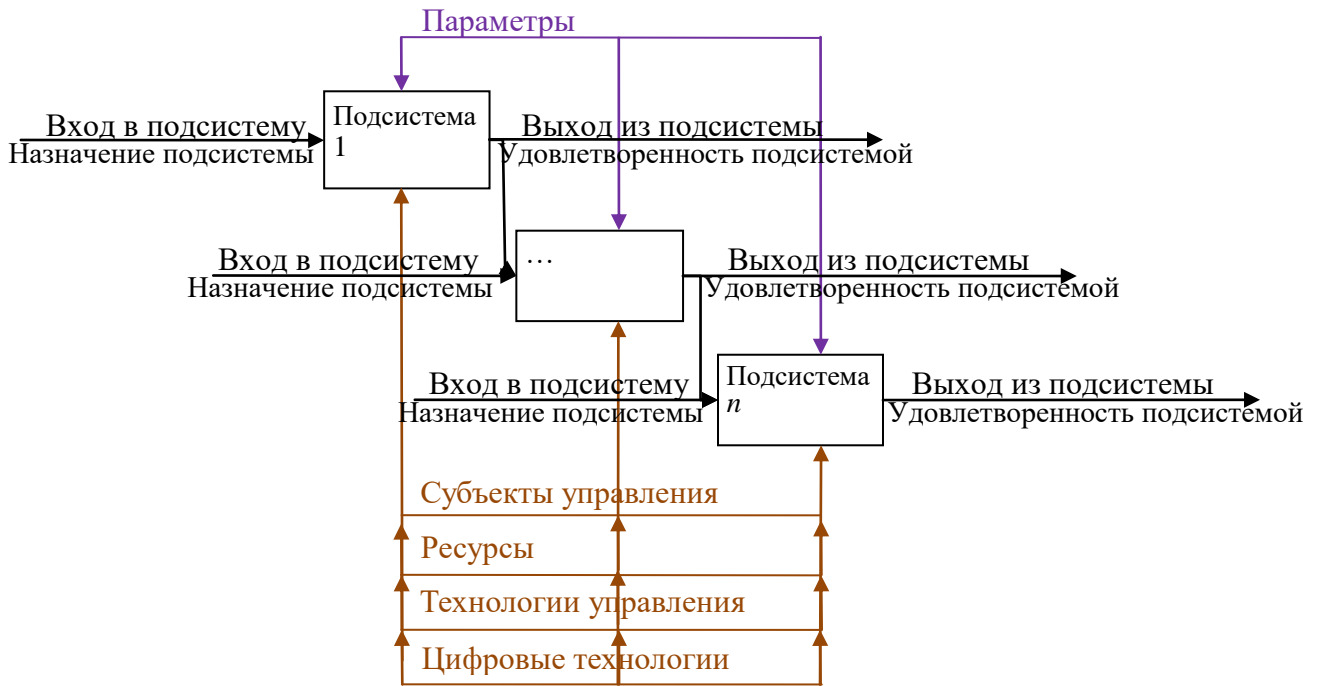 Параметры
Подсистема
1
Вход в подсистему
Назначение подсистемы
Выход из подсистемы
Удовлетворенность подсистемой
…
Вход в подсистему
Назначение подсистемы
Выход из подсистемы
Удовлетворенность подсистемой
Подсистема
n
Вход в подсистему
Назначение подсистемы
Выход из подсистемы
Удовлетворенность подсистемой
Субъекты управления
Ресурсы
Технологии управления
Цифровые технологии